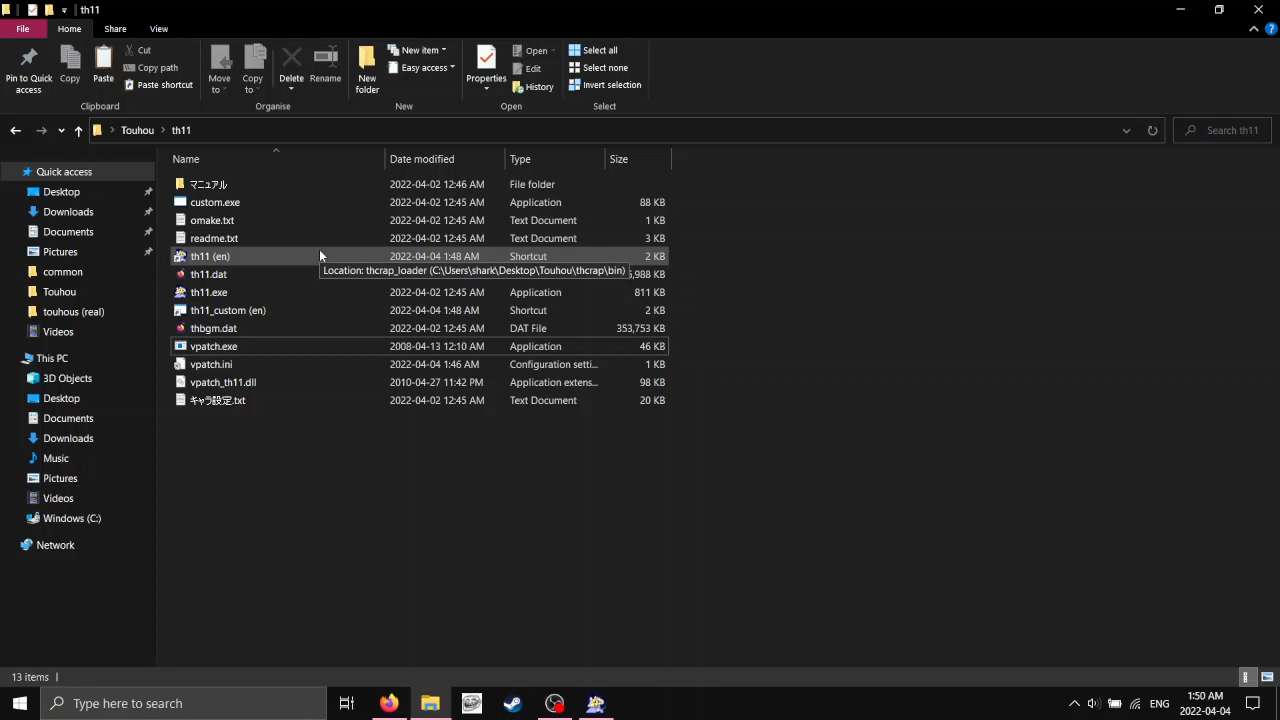 th11
File Home Share View
Pin to Quick access
Copy
Paste
Cut
Copy path
Paste shortcut
Clipboard
Move to
Copy to
Delete
Rename
Organise
New folder
New item
Easy access
New
Properties
Open
Edit
History
Open
Select all
Select none
Invert selection
Select
Touhou > th11
Search th11
Name Date modified Type Size
Quick access
Desktop
Downloads
Documents
Pictures
common
Touhou
touhous (real)
Videos
This PC
3D Objects
Desktop
Documents
Downloads
Music
Pictures
Videos
Windows (C:)
Network
マニュアル 2022-04-02 12:46 AM File folder
custom.exe 2022-04-02 12:45 AM Application 88 KB
omake.txt 2022-04-02 12:45 AM Text Document 1 KB
readme.txt 2022-04-02 12:45 AM Text Document 3 KB
th11 (en) 2022-04-04 1:48 AM Shortcut 2 KB
Location: thcrap_loader (C:\Users\shark\Desktop\Touhou\thcrap\bin)
th11.dat 5,988 KB
th11.exe 2022-04-02 12:45 AM Application 811 KB
th11_custom (en) 2022-04-04 1:48 AM Shortcut 2 KB
thbgm.dat 2022-04-02 12:45 AM DAT File 353,753 KB
vpatch.exe 2008-04-13 12:10 AM Application 46 KB
vpatch.ini 2022-04-04 1:46 AM Configuration setti... 1 KB
vpatch_th11.dll 2010-04-27 11:42 PM Application extens... 98 KB
キャラ設定.txt 2022-04-02 12:45 AM Text Document 20 KB
13 items
Type here to search
ENG
1:50 AM
2022-04-04